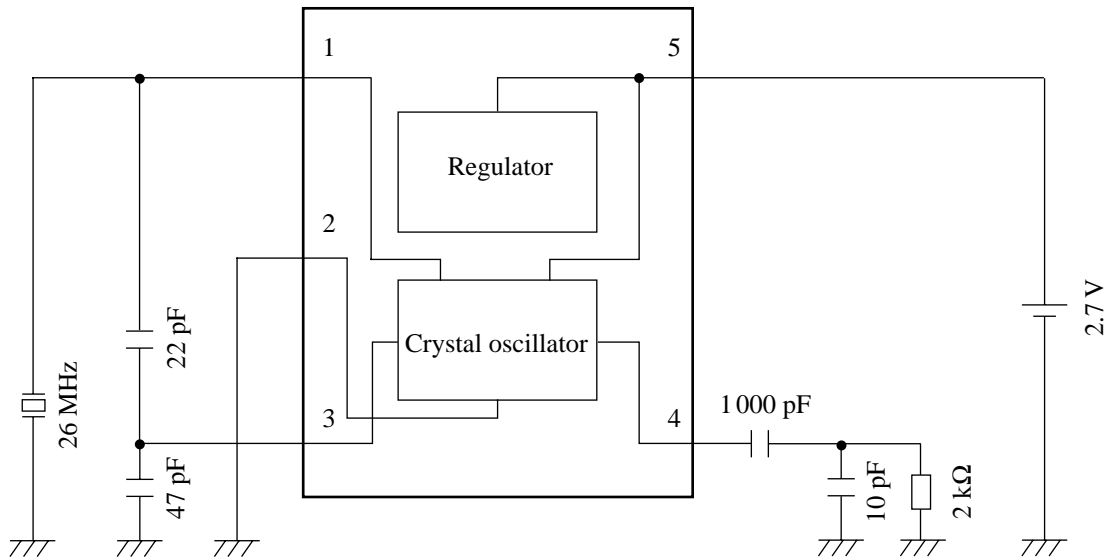 1
5
Regulator
2
22 pF
Crystal oscillator
2.7 V
26 MHz
3
4
1 000 pF
47 pF
10 pF
2 kΩ